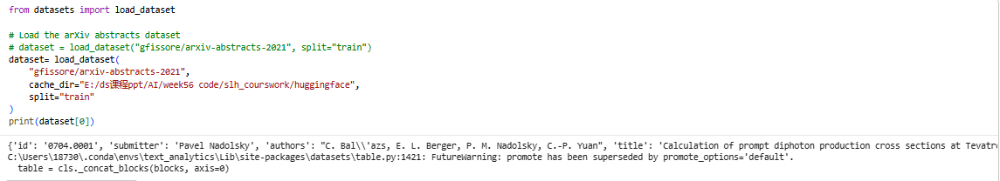 from datasets import load_dataset
# Load the arXiv abstracts dataset
# dataset = load_dataset("gfissore/arxiv-abstracts-2021", split="train")
dataset= load_dataset(
    "gfissore/arxiv-abstracts-2021",
    cache_dir="E:/ds课程ppt/AI/week56 code/slh_courswork/huggingface",
    split="train"
)
print(dataset[0])
{'id': '0704.0001', 'submitter': 'Pavel Nadolsky', 'authors': "C. Bal\\'azs, E. L. Berger, P. M. Nadolsky, C.-P. Yuan", 'title': 'Calculation of prompt diphoton production cross sections at Tevatr
C:\Users\18730\.conda\envs\text_analytics\Lib\site-packages\datasets\table.py:1421: FutureWarning: promote has been superseded by promote_options='default'.
  table = cls._concat_blocks(blocks, axis=0)